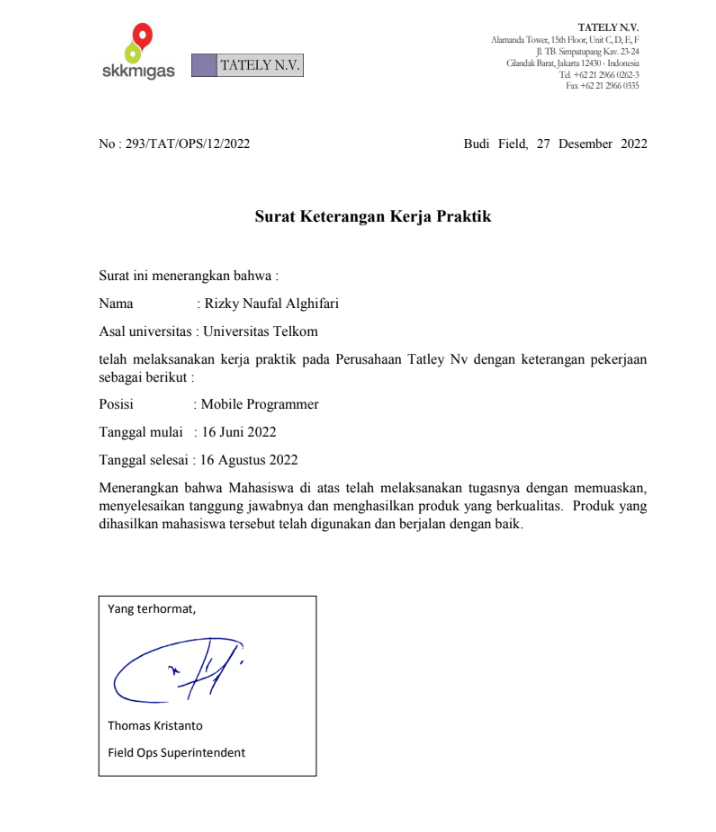 skkmigas
TATELY N.V.
TATELY N.V.
Alamanda Tower, 15th Floor, Unit C, D, E, F
Jl. TB. Simpatupang Kav. 23-24
Cilandak Barat, Jakarta 12430 - Indonesia
Tel. +62 21 2966 0262-3
Fax +62 21 2966 0335
No : 293/TAT/OPS/12/2022
Budi Field, 27 Desember 2022
Surat Keterangan Kerja Praktik
Surat ini menerangkan bahwa :
Nama : Rizky Naufal Alghifari
Asal universitas : Universitas Telkom
telah melaksanakan kerja praktik pada Perusahaan Tatley Nv dengan keterangan pekerjaan
sebagai berikut :
Posisi : Mobile Programmer
Tanggal mulai : 16 Juni 2022
Tanggal selesai : 16 Agustus 2022
Menerangkan bahwa Mahasiswa di atas telah melaksanakan tugasnya dengan memuaskan,
menyelesaikan tanggung jawabnya dan menghasilkan produk yang berkualitas. Produk yang
dihasilkan mahasiswa tersebut telah digunakan dan berjalan dengan baik.
Yang terhormat,
Thomas Kristanto
Field Ops Superintendent